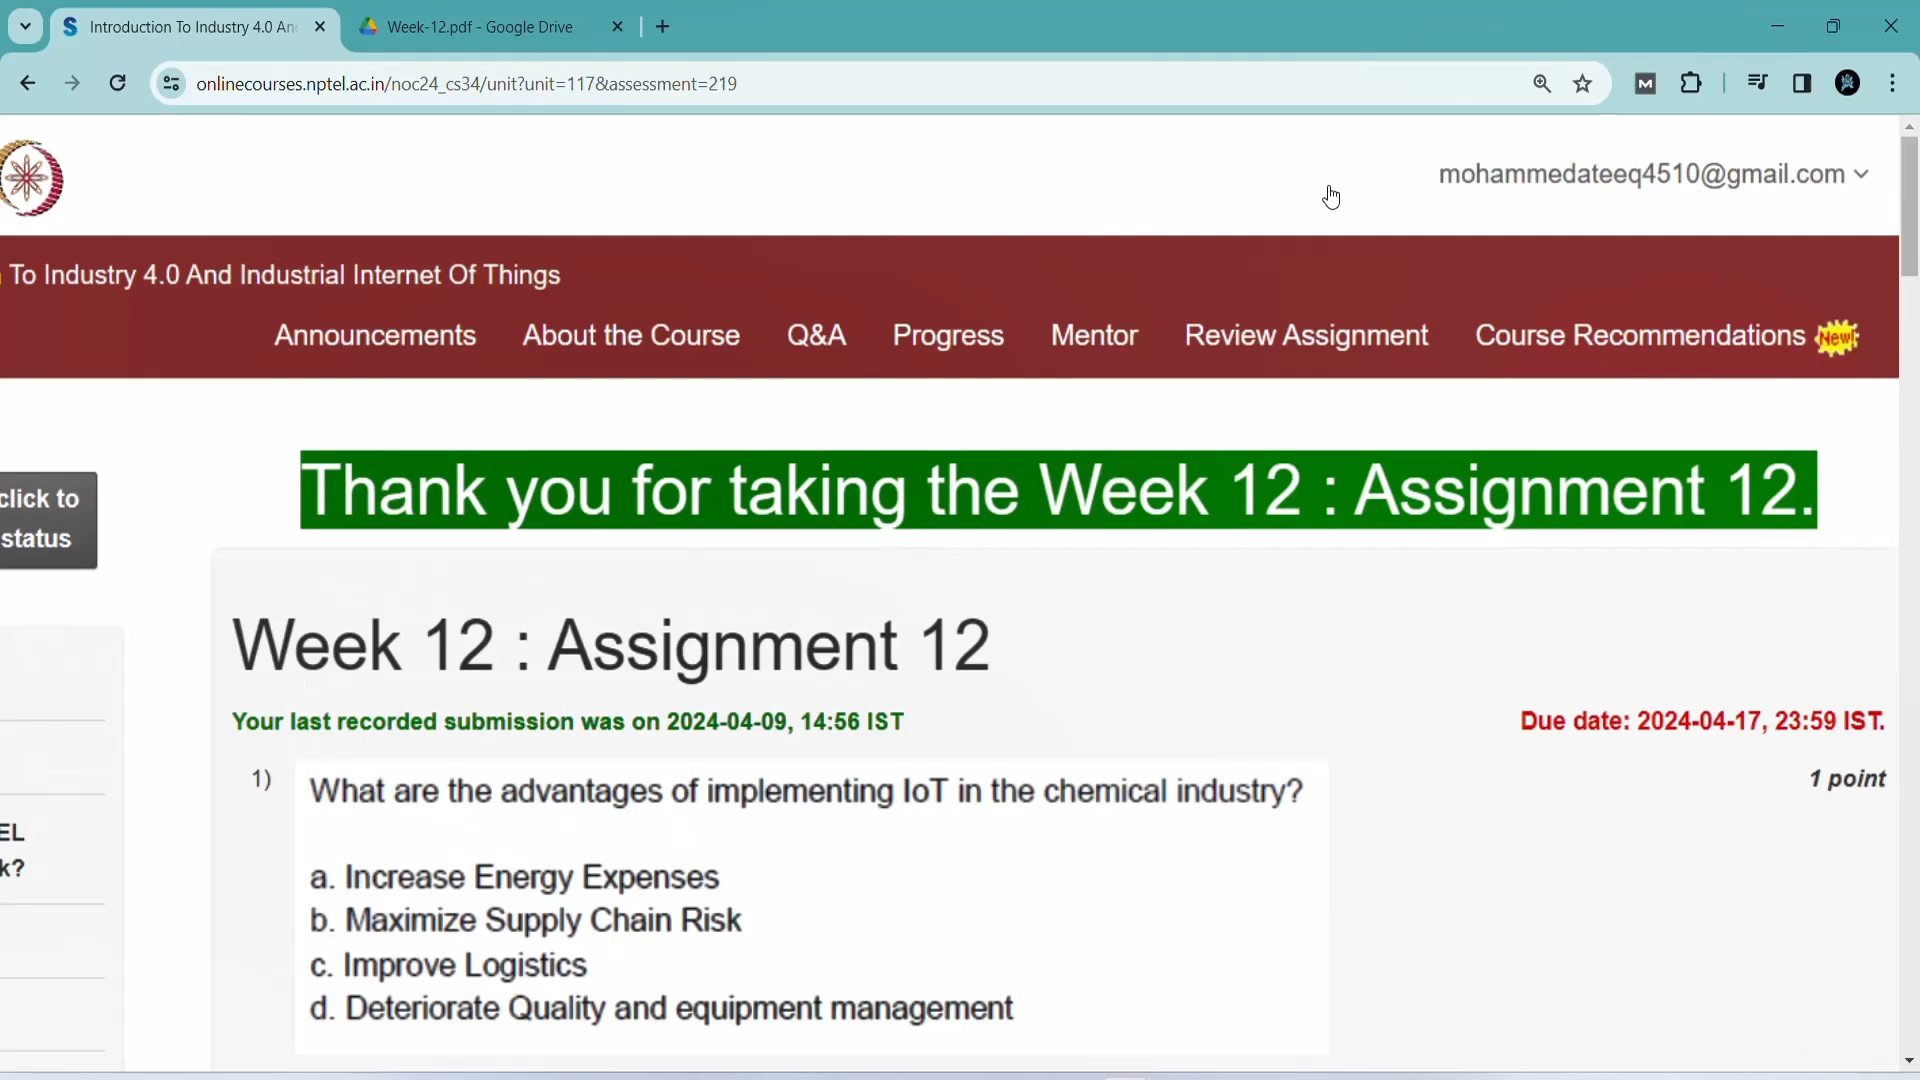 Introduction To Industry 4.0 An
Week-12.pdf - Google Drive
onlinecourses.nptel.ac.in/noc24_cs34/unit?unit=117&assessment=219
M
mohammedateeq4510@gmail.com
To Industry 4.0 And Industrial Internet Of Things
Announcements About the Course Q&A Progress Mentor Review Assignment Course Recommendations New!
Thank you for taking the Week 12 : Assignment 12.
click to
status
Week 12 : Assignment 12
Your last recorded submission was on 2024-04-09, 14:56 IST
Due date: 2024-04-17, 23:59 IST.
1)
What are the advantages of implementing IoT in the chemical industry?
1 point
EL
k?
a. Increase Energy Expenses
b. Maximize Supply Chain Risk
c. Improve Logistics
d. Deteriorate Quality and equipment management